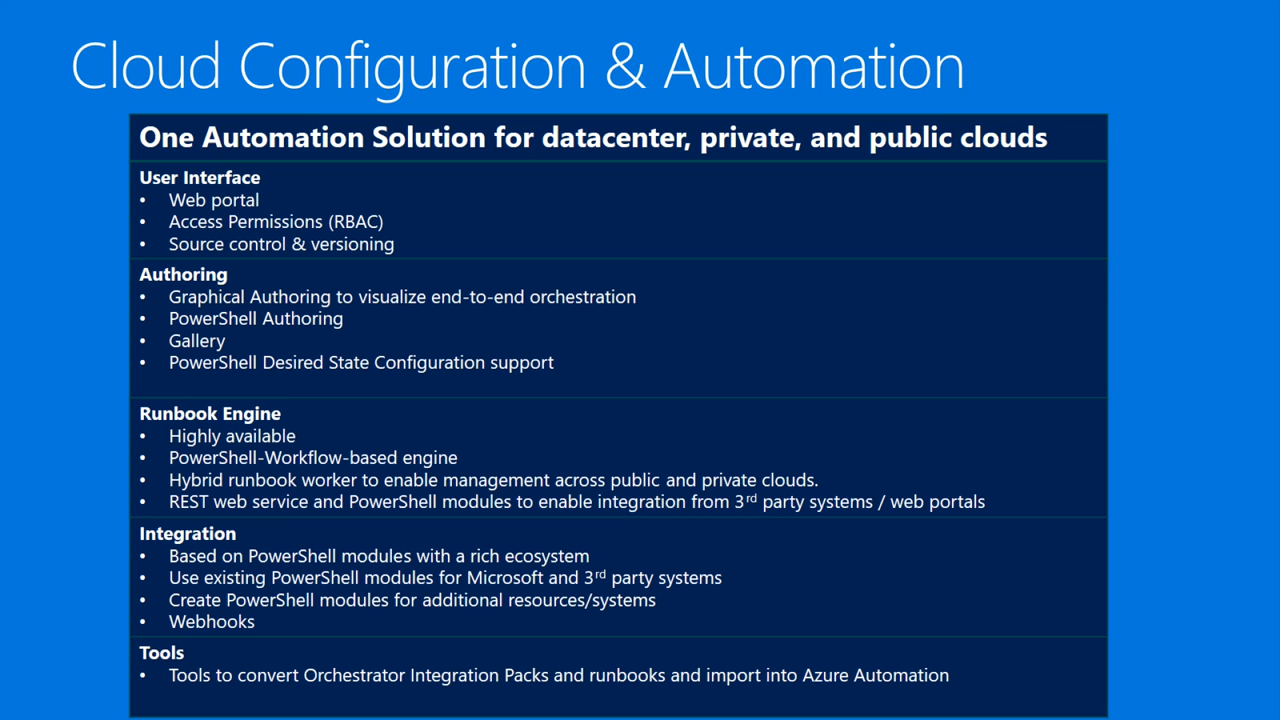 Cloud Configuration & Automation
One Automation Solution for datacenter, private, and public clouds
User Interface
• Web portal
• Access Permissions (RBAC)
• Source control & versioning
Authoring
• Graphical Authoring to visualize end-to-end orchestration
• PowerShell Authoring
• Gallery
• PowerShell Desired State Configuration support
Runbook Engine
• Highly available
• PowerShell-Workflow-based engine
• Hybrid runbook worker to enable management across public and private clouds.
• REST web service and PowerShell modules to enable integration from 3rd party systems / web portals
Integration
• Based on PowerShell modules with a rich ecosystem
• Use existing PowerShell modules for Microsoft and 3rd party systems
• Create PowerShell modules for additional resources/systems
• Webhooks
Tools
• Tools to convert Orchestrator Integration Packs and runbooks and import into Azure Automation